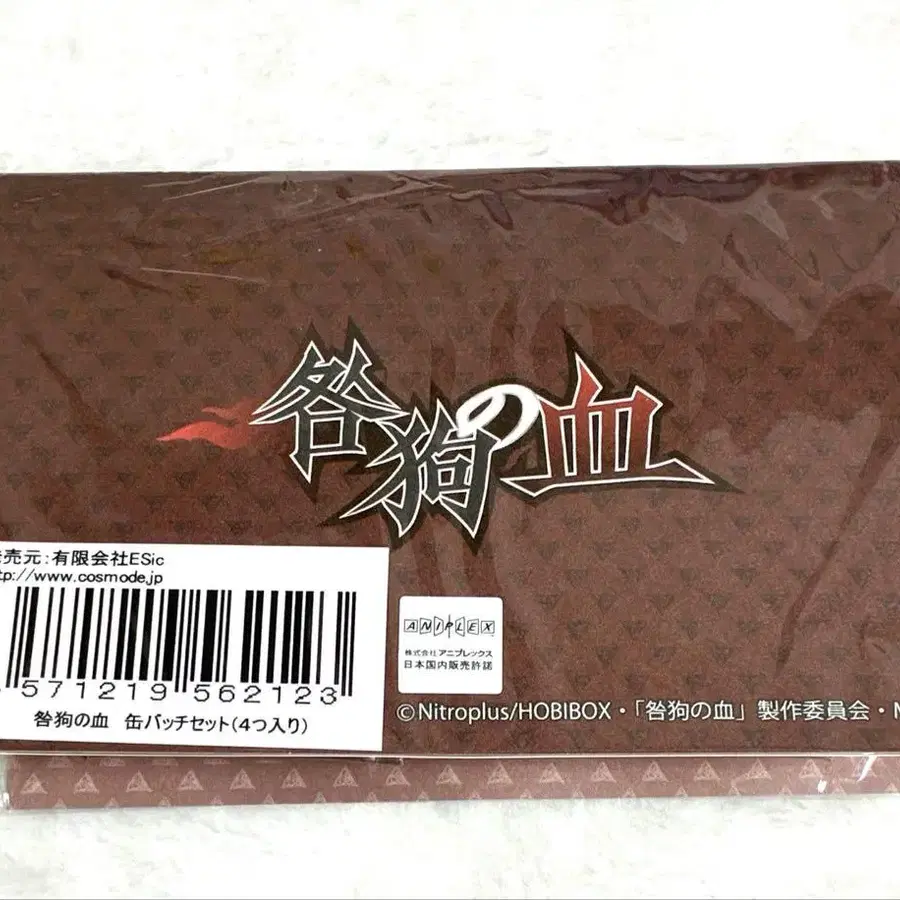 咎狗の血
売元:有限会社ESic
tp://www.cosmode.jp
571219 562123
咎狗の血 缶バッチセット(4つ入り)
ANIPLEX
株式会社 アニプレックス
日本国内販売許諾
©Nitroplus/HOBIBOX・「咎狗の血」製作委員会・M